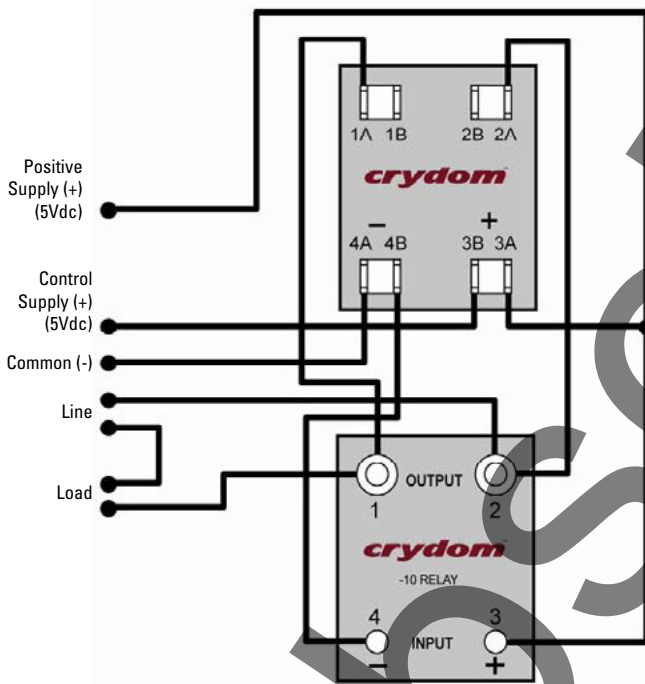 1A 1B 2B 2A
crydom
− +
4A 4B 3B 3A
Positive
Supply (+)
(5Vdc)
Control
Supply (+)
(5Vdc)
Common (-)
Line
Load
OUTPUT
1 2
crydom
-10 RELAY
4 3
INPUT
− +